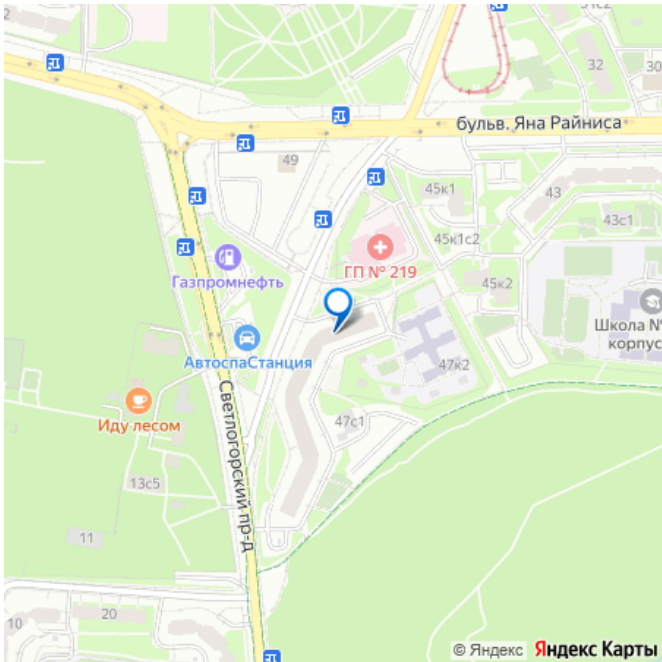 32
30
бульв. Яна Райниса
49
45к1
43
43с1
45к1с2
ГП № 219
Газпромнефть
45к2
Школа №
корпус
АвтоспаСтанция
47к2
Иду лесом
Светлогорский пр-д
47с1
13с5
11
20
10
© Яндекс Яндекс Карты